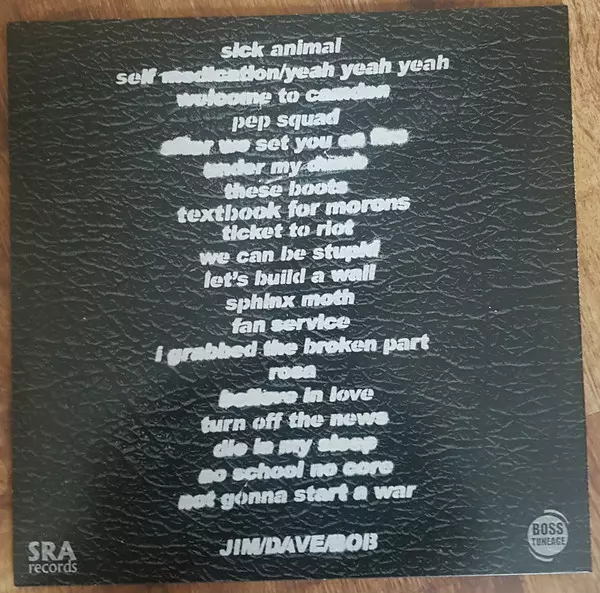 sick animal
self medication/yeah yeah yeah
welcome to camden
pep squad
after we set you on fire
under my
these boots
textbook for morons
ticket to riot
we can be stupid
let's build a wall
sphinx moth
fan service
i grabbed the broken part
rosa
believe in love
turn off the news
die in my sleep
no school no core
not gonna start a war
JIM/DAVE/BOB
SRA
records
BOSS
TUNEAGE